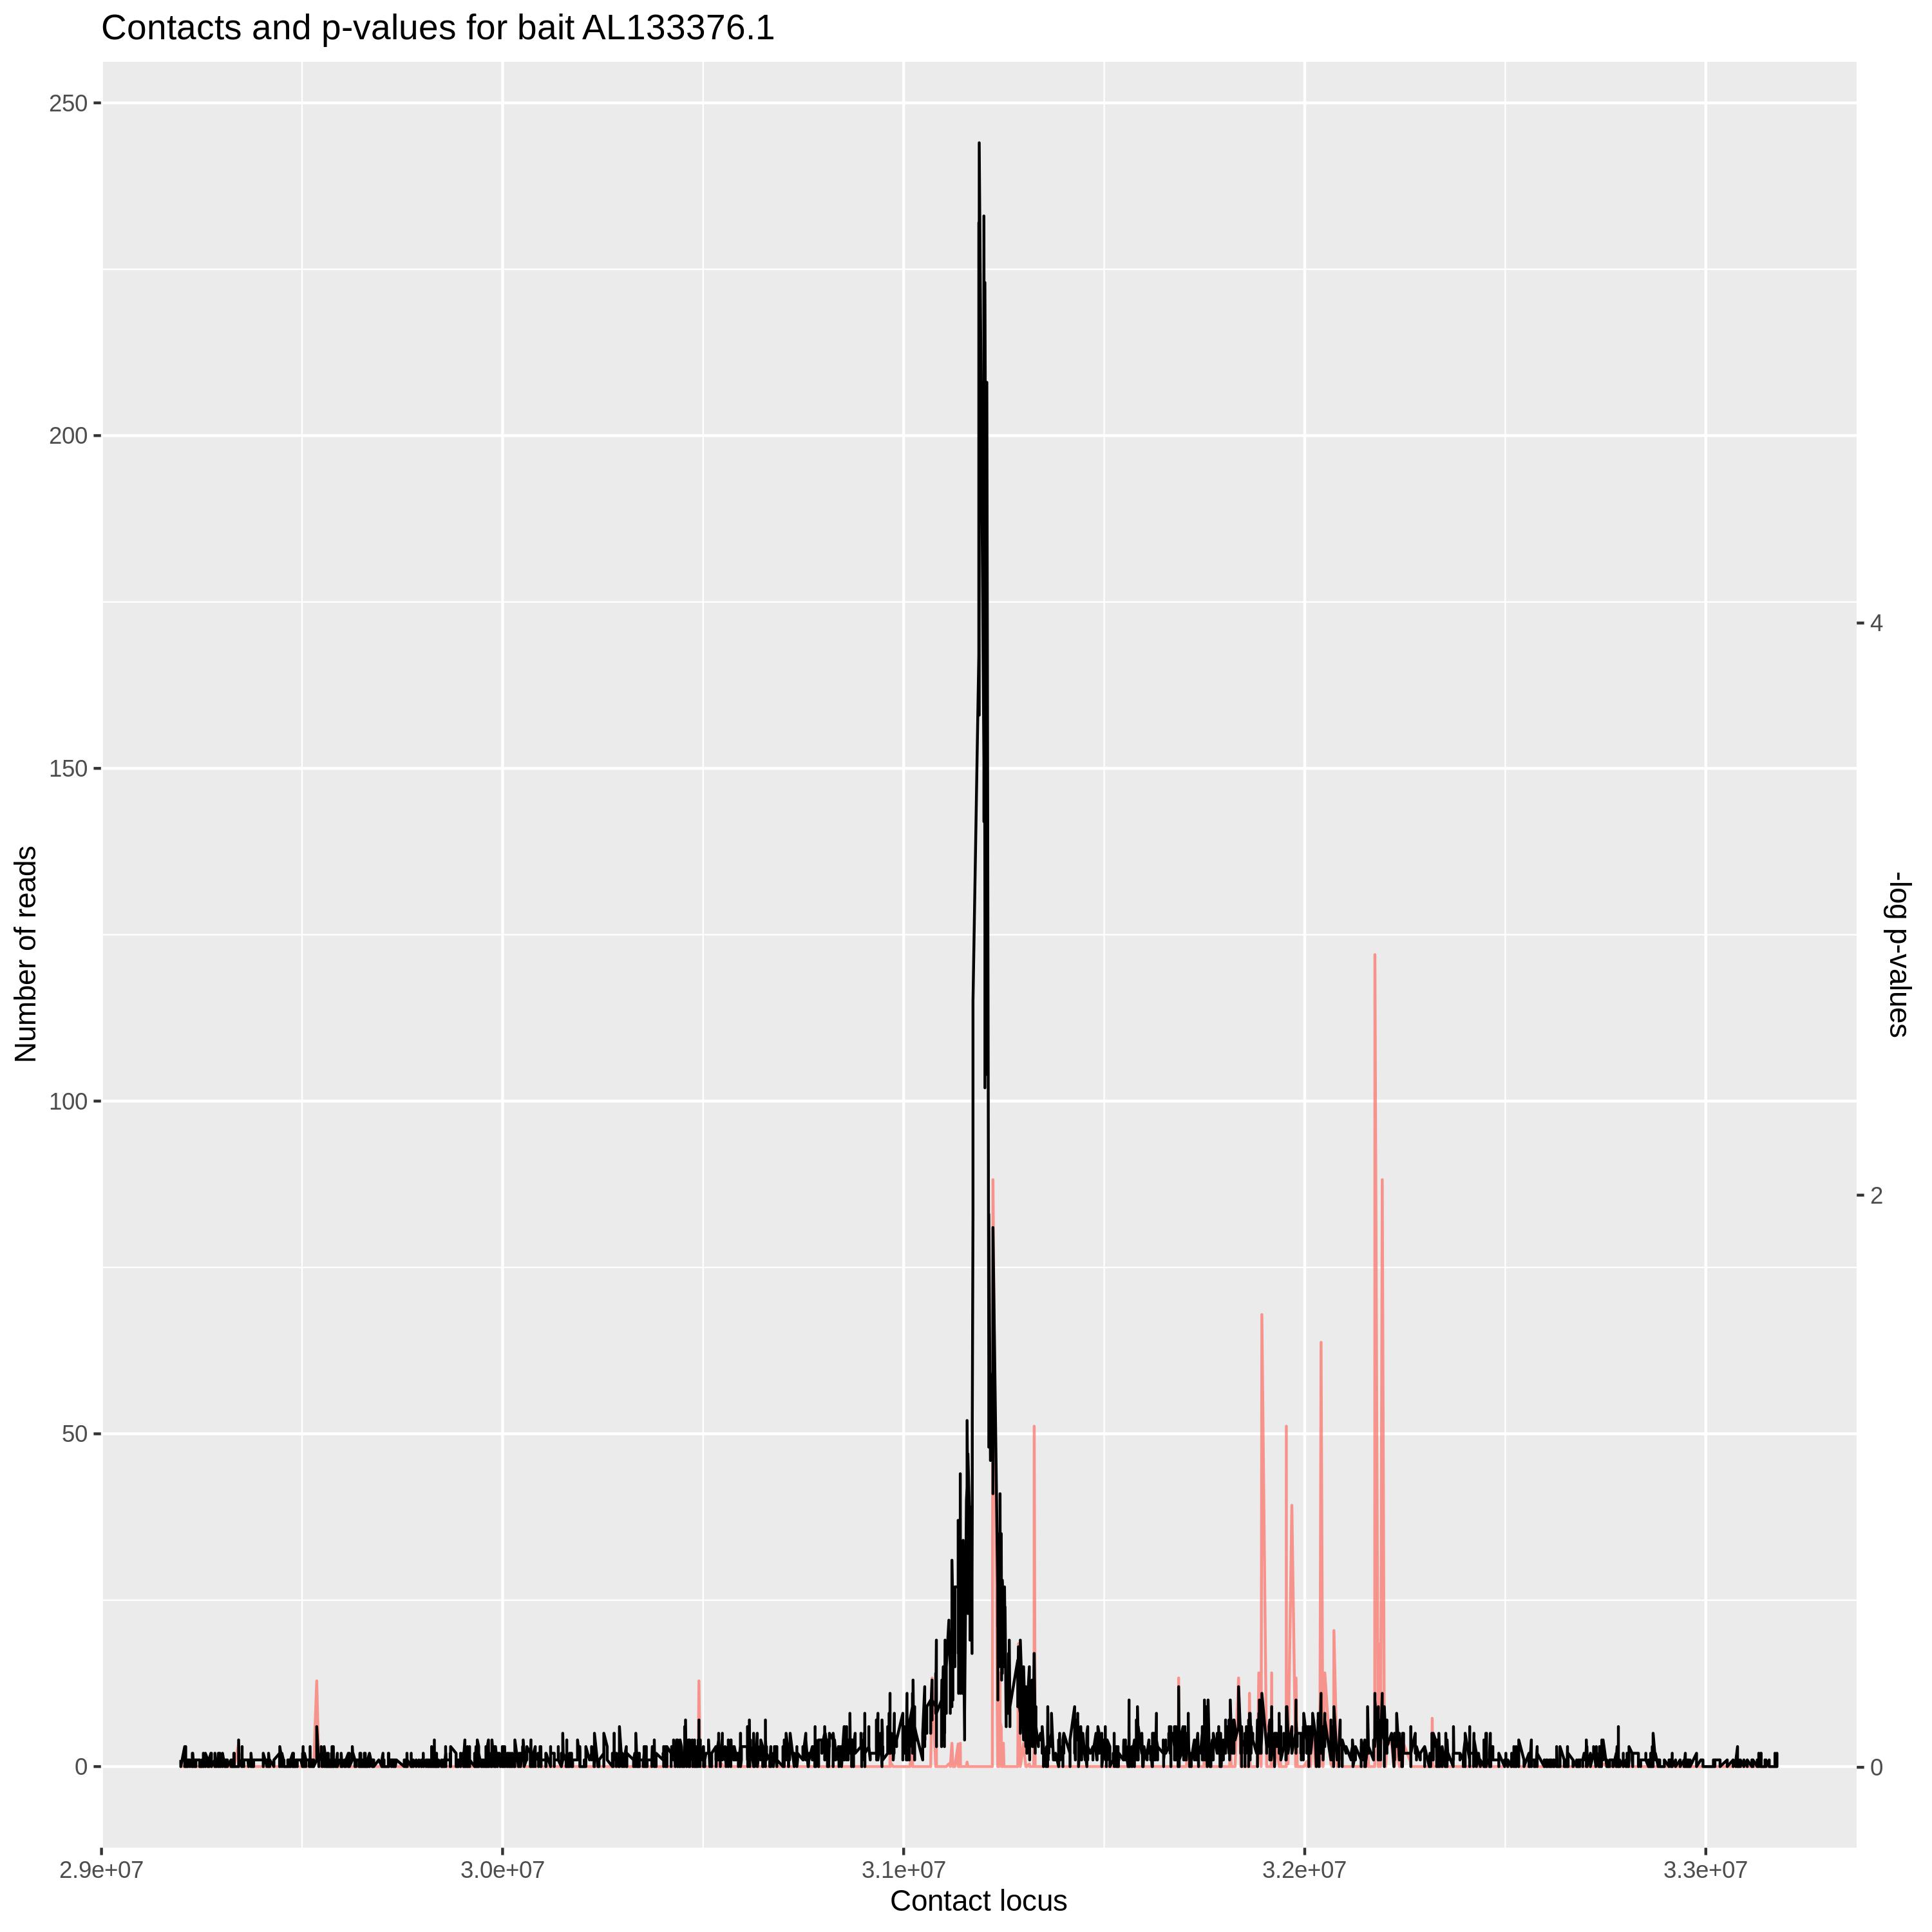 Contacts and p-values for bait AL133376.1
250
200
150
100
50
0
Number of reads
4
2
0
-log p-values
2.9e+07
3.0e+07
3.1e+07
3.2e+07
3.3e+07
Contact locus